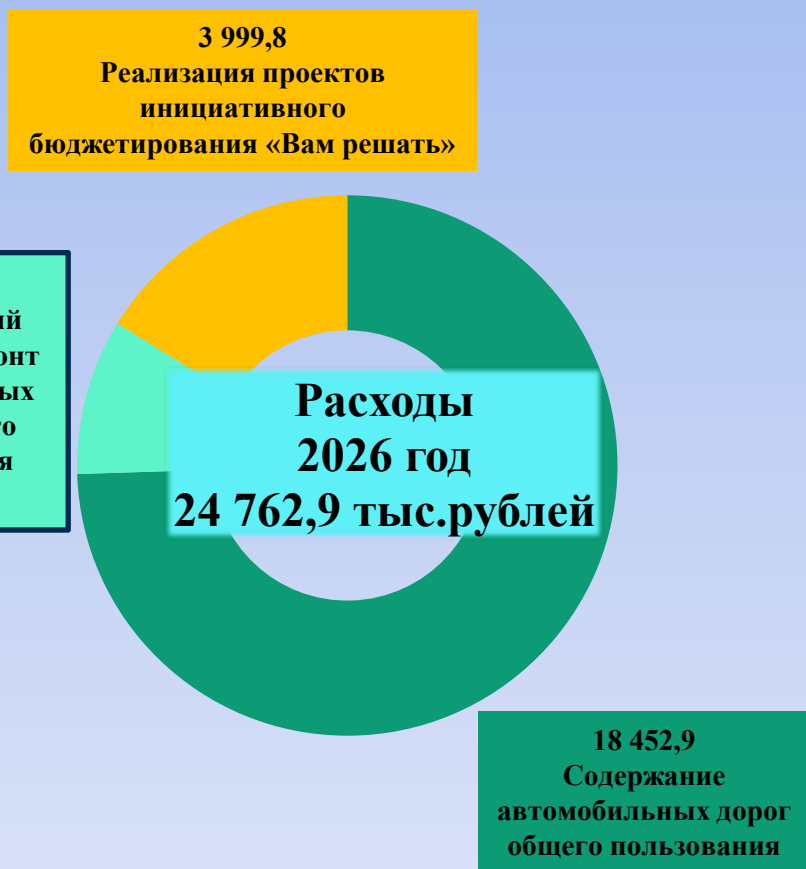 3 999,8
Реализация проектов
инициативного
бюджетирования «Вам решать»
Расходы
2026 год
24 762,9 тыс.рублей
18 452,9
Содержание
автомобильных дорог
общего пользования